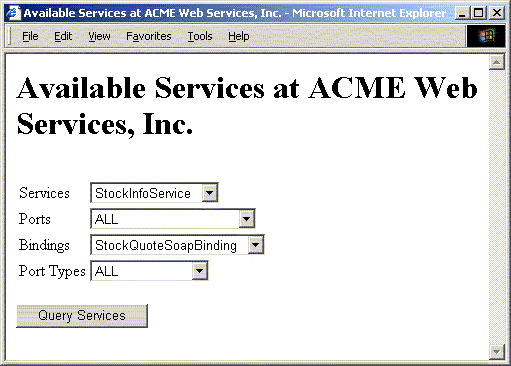 Available Services at ACME Web Services, Inc. - Microsoft Internet Explorer
File Edit View Favorites Tools Help
Available Services at ACME Web
Services, Inc.
Services StockInfoService
Ports ALL
Bindings StockQuoteSoapBinding
Port Types ALL
Query Services